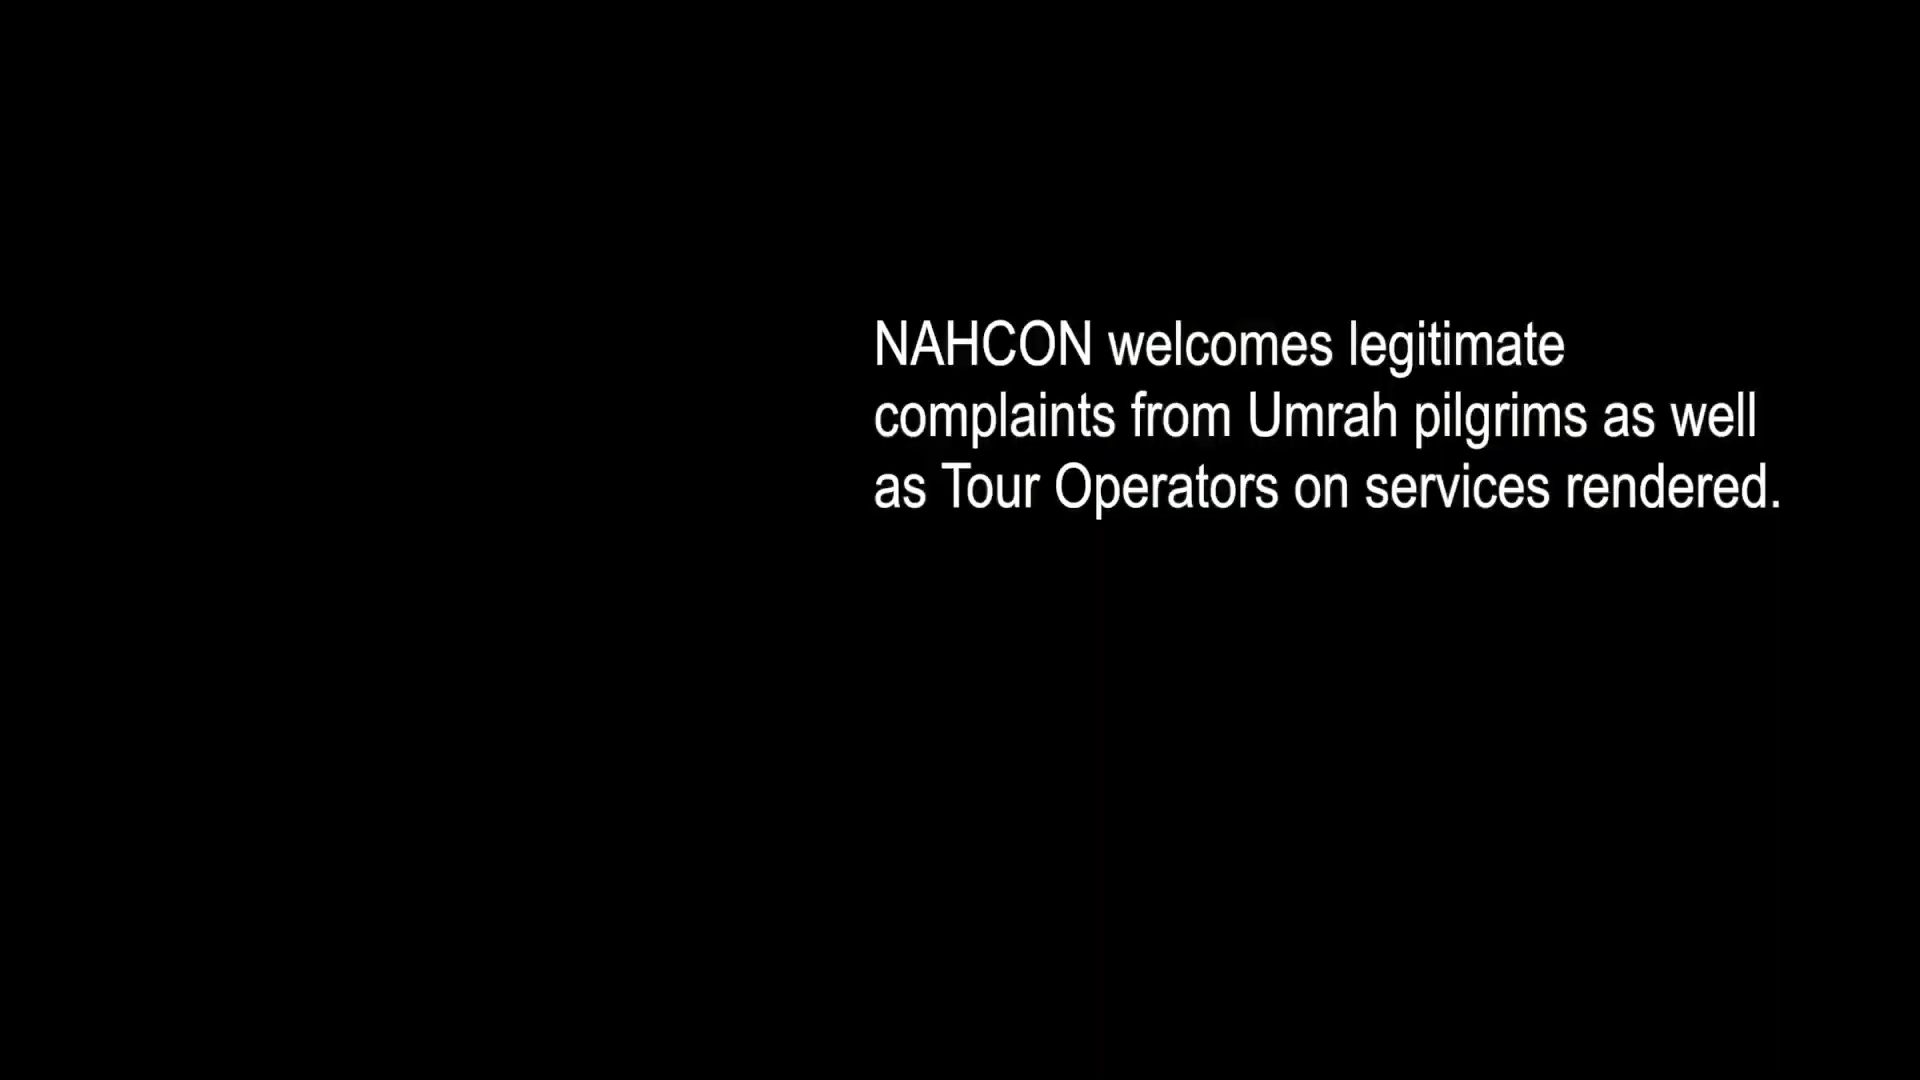 NAHCON welcomes legitimate
complaints from Umrah pilgrims as well
as Tour Operators on services rendered.